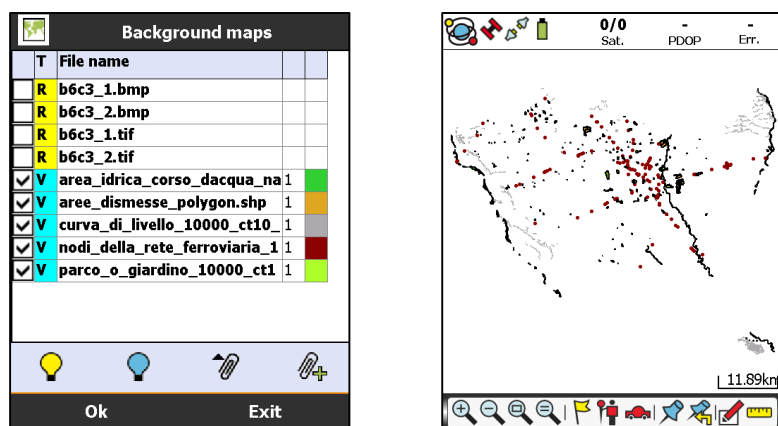 Background maps
T File name
R b6c3_1.bmp
R b6c3_2.bmp
R b6c3_1.tif
R b6c3_2.tif
V area_idrica_corso_dacqua_na 1
V aree_dismesse_polygon.shp 1
V curva_di_livello_10000_ct10_ 1
V nodi_della_rete_ferroviaria_1 1
V parco_o_giardino_10000_ct1 1
Ok Exit
0/0 - -
Sat. PDOP Err.
11.89km